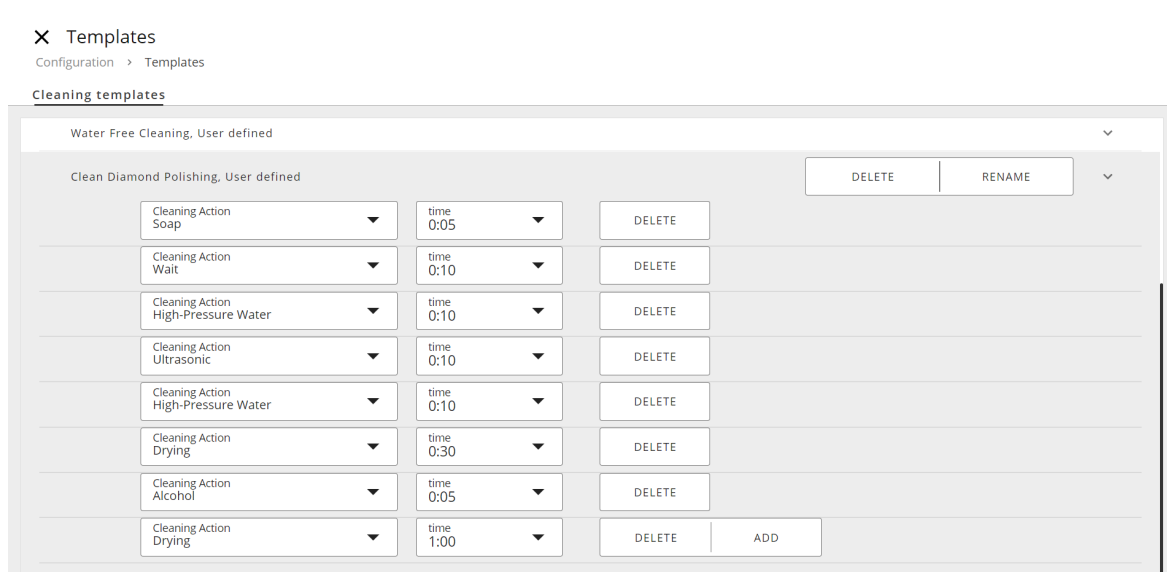 Templates
Configuration > Templates
Cleaning templates
Water Free Cleaning, User defined
Clean Diamond Polishing, User defined DELETE RENAME
Cleaning Action time
Soap 0:05 DELETE
Cleaning Action time
Wait 0:10 DELETE
Cleaning Action time
High-Pressure Water 0:10 DELETE
Cleaning Action time
Ultrasonic 0:10 DELETE
Cleaning Action time
High-Pressure Water 0:10 DELETE
Cleaning Action time
Drying 0:30 DELETE
Cleaning Action time
Alcohol 0:05 DELETE
Cleaning Action time
Drying 1:00 DELETE ADD